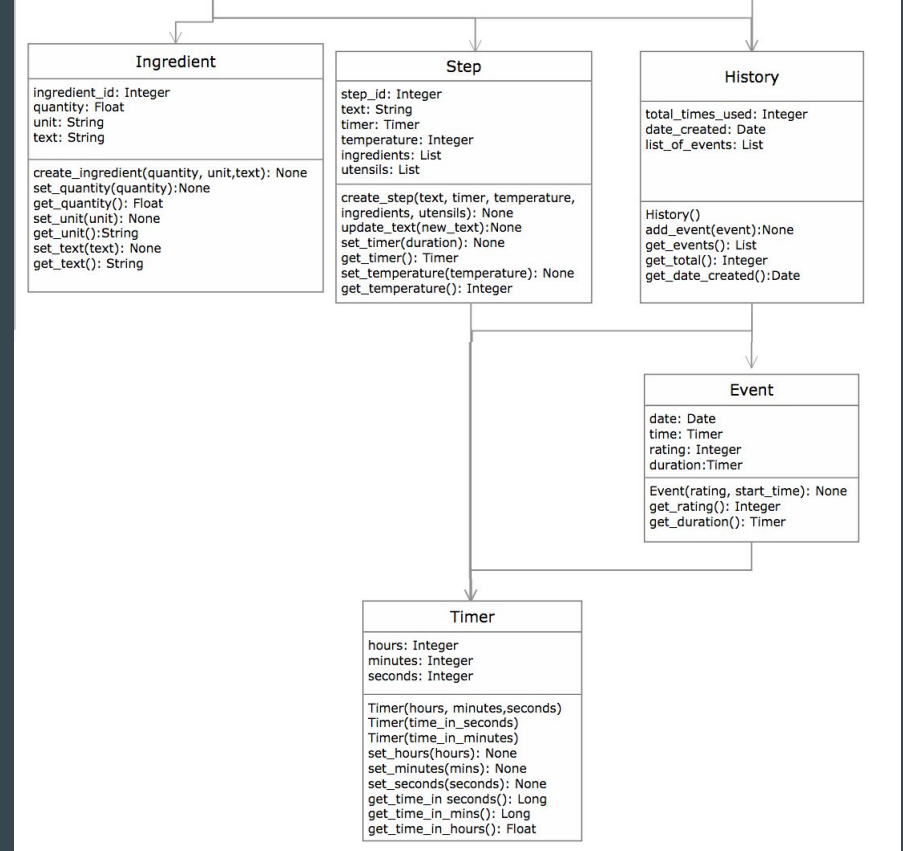 Ingredient
ingredient_id: Integer
quantity: Float
unit: String
text: String
create_ingredient(quantity, unit,text): None
set_quantity(quantity):None
get_quantity(): Float
set_unit(unit): None
get_unit():String
set_text(text): None
get_text(): String
Step
step_id: Integer
text: String
timer: Timer
temperature: Integer
ingredients: List
utensils: List
create_step(text, timer, temperature,
ingredients, utensils): None
update_text(new_text):None
set_timer(duration): None
get_timer(): Timer
set_temperature(temperature): None
get_temperature(): Integer
History
total_times_used: Integer
date_created: Date
list_of_events: List
History()
add_event(event):None
get_events(): List
get_total(): Integer
get_date_created():Date
Event
date: Date
time: Timer
rating: Integer
duration:Timer
Event(rating, start_time): None
get_rating(): Integer
get_duration(): Timer
Timer
hours: Integer
minutes: Integer
seconds: Integer
Timer(hours, minutes,seconds)
Timer(time_in_seconds)
Timer(time_in_minutes)
set_hours(hours): None
set_minutes(mins): None
set_seconds(seconds): None
get_time_in seconds(): Long
get_time_in_mins(): Long
get_time_in_hours(): Float